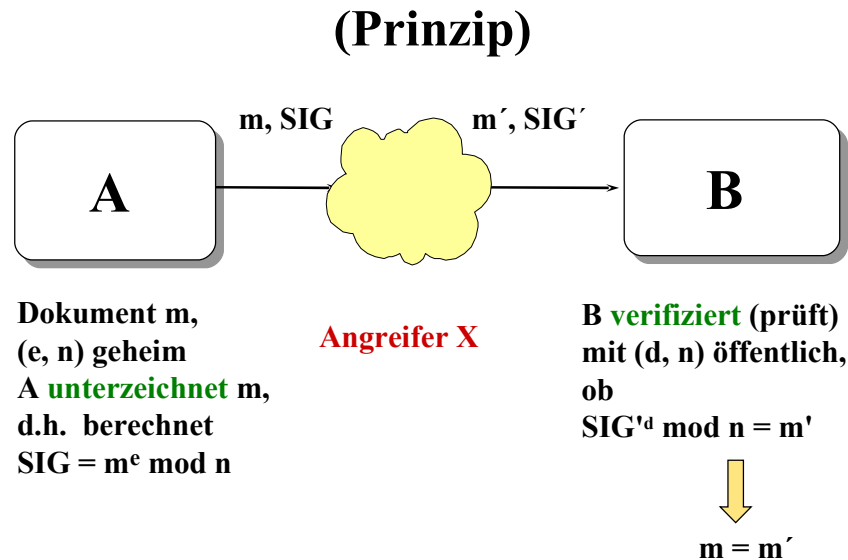 (Prinzip)
m, SIG
m´, SIG´
A
B
Dokument m,
(e, n) geheim
A unterzeichnet m,
d.h. berechnet
SIG = mᵉ mod n
Angreifer X
B verifiziert (prüft)
mit (d, n) öffentlich,
ob
SIG'ᵈ mod n = m'
m = m´